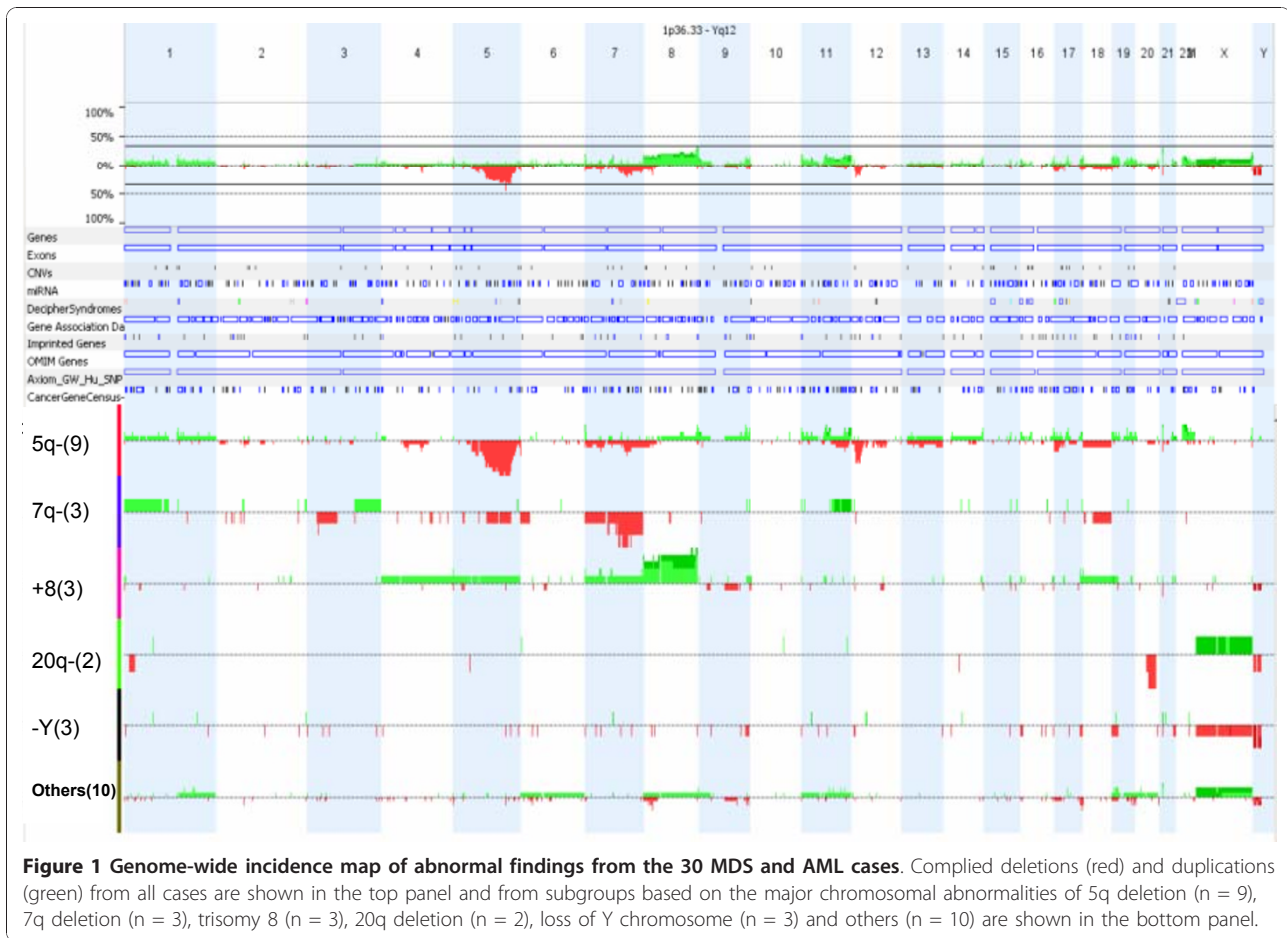 1p36.33 - Yq12
1 2 3 4 5 6 7 8 9 10 11 12 13 14 15 16 17 18 19 20 21 X Y
100%
50%
0%
50%
100%
Genes
Exons
CNVs
miRNA
DecipherSyndromes
Gene Association Da
Imprinted Genes
OMIM Genes
Axiom_GW_Hu_SNP
CancerGeneCensus-
5q-(9)
7q-(3)
+8(3)
20q-(2)
-Y(3)
Others(10)
Figure 1 Genome-wide incidence map of abnormal findings from the 30 MDS and AML cases. Complied deletions (red) and duplications
(green) from all cases are shown in the top panel and from subgroups based on the major chromosomal abnormalities of 5q deletion (n = 9),
7q deletion (n = 3), trisomy 8 (n = 3), 20q deletion (n = 2), loss of Y chromosome (n = 3) and others (n = 10) are shown in the bottom panel.